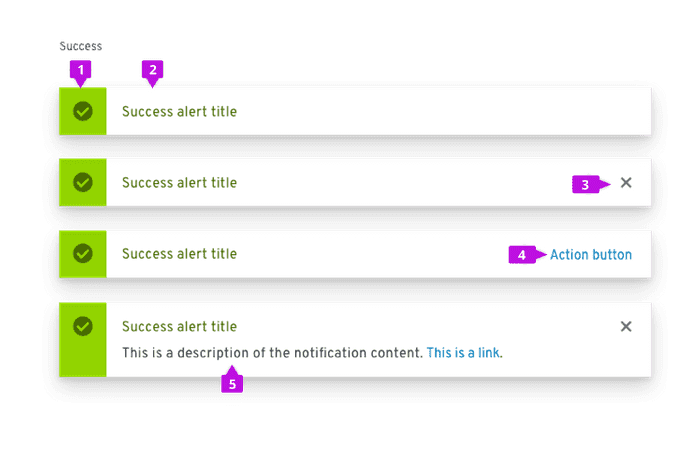 Success
1 2
Success alert title
Success alert title
3
Success alert title
4 Action button
Success alert title
This is a description of the notification content. This is a link.
5